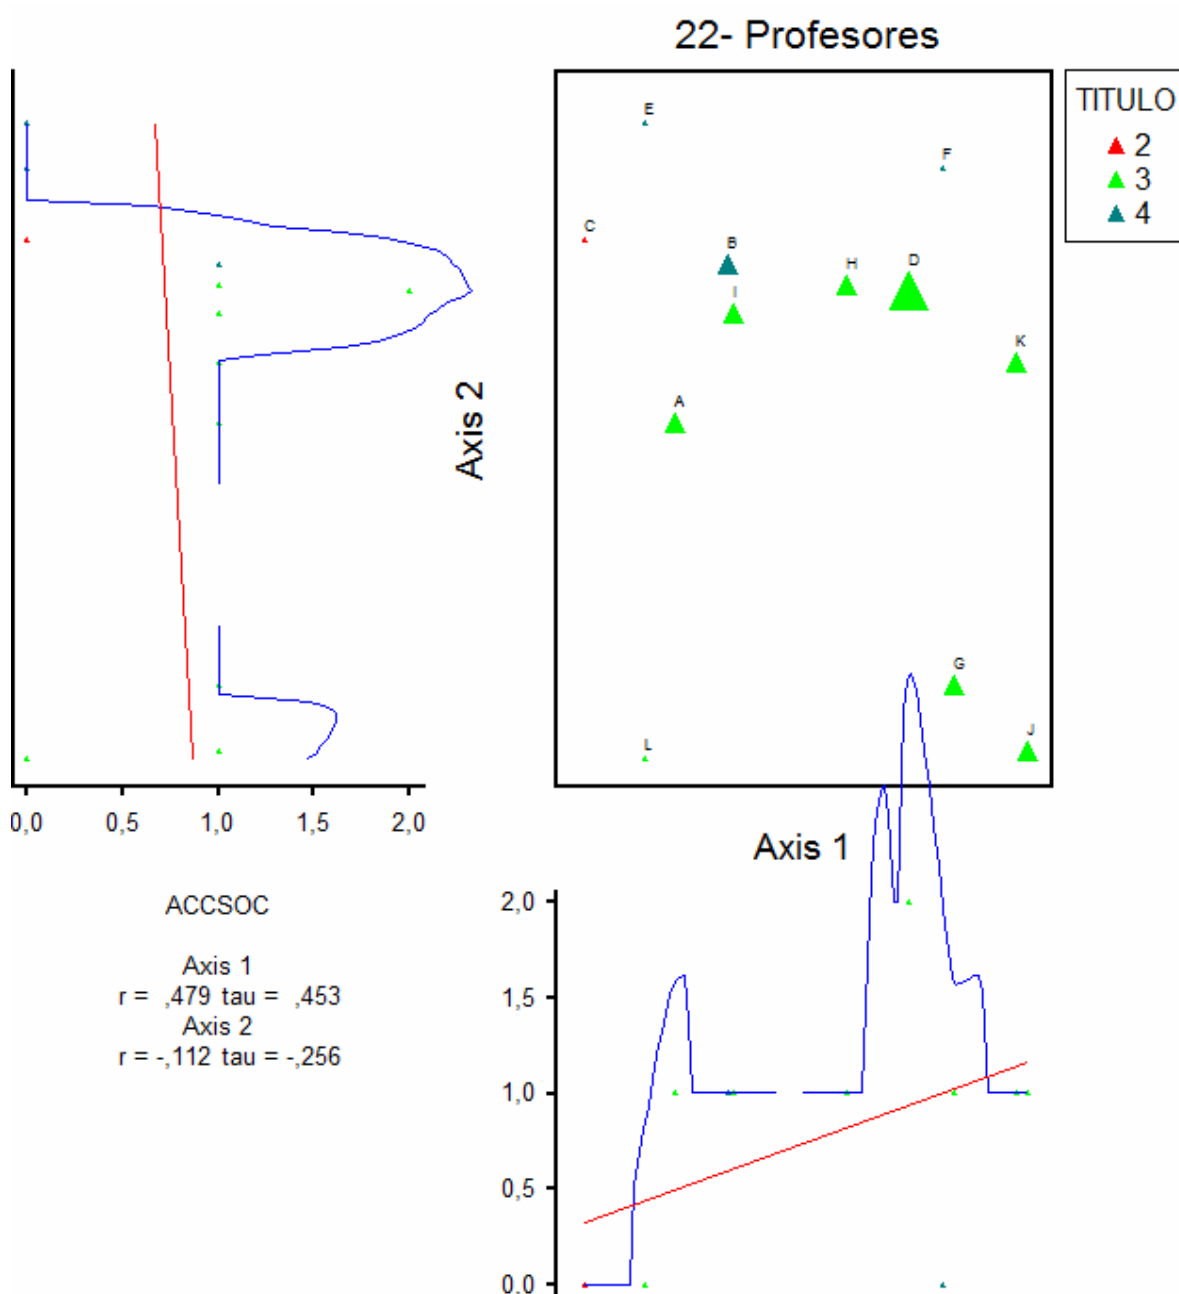 22- Profesores
TITULO
2
3
4
E
F
C
B
H
D
I
K
A
Axis 2
G
J
L
0,0 0,5 1,0 1,5 2,0
Axis 1
ACCSOC
Axis 1
r = ,479 tau = ,453
Axis 2
r = -,112 tau = -,256
2,0
1,5
1,0
0,5
0,0